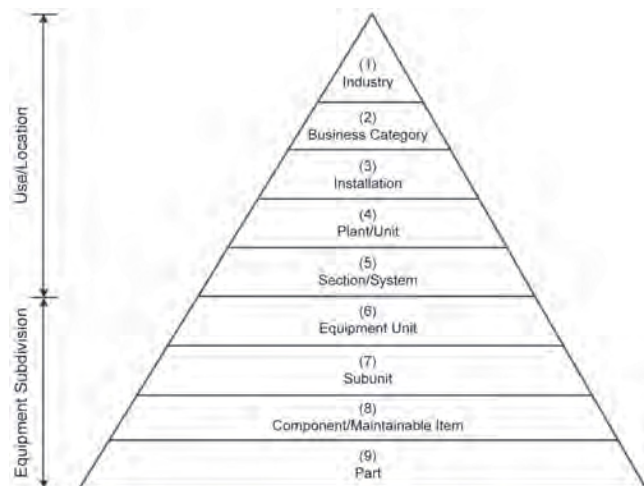 Use/Location
Equipment Subdivision
(1)
Industry
(2)
Business Category
(3)
Installation
(4)
Plant/Unit
(5)
Section/System
(6)
Equipment Unit
(7)
Subunit
(8)
Component/Maintainable Item
(9)
Part